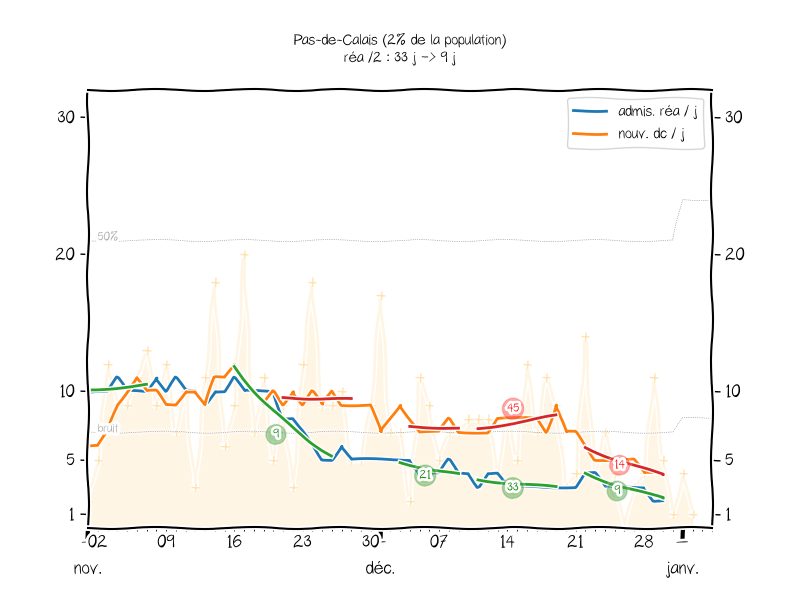 Pas-de-Calais (2% de la population)
réa /2 : 33 j -> 9 j
admis. réa / j
nouv. dc / j
30
30
50%
20
20
10
10
bruit
45
9
5
5
14
21
33
9
1
1
02 09 16 23 30 07 14 21 28
nov. déc. janv.